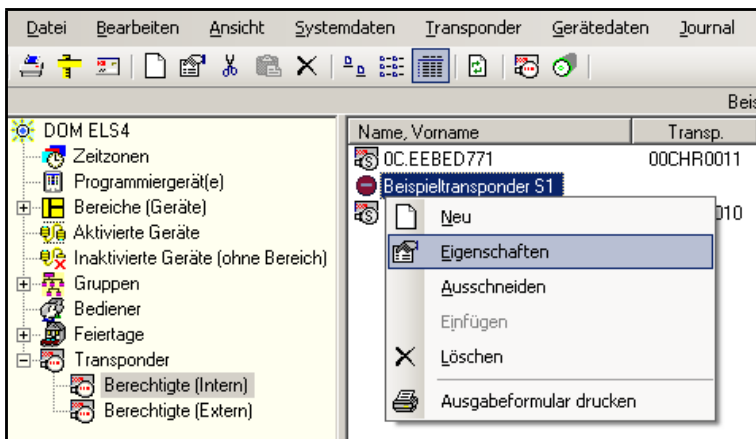 Datei Bearbeiten Ansicht Systemdaten Transponder Gerätedaten Journal
DOM ELS4
Zeitzonen
Programmiergerät(e)
Bereiche (Geräte)
Aktivierte Geräte
Inaktivierte Geräte (ohne Bereich)
Gruppen
Bediener
Feiertage
Transponder
Berechtigte (Intern)
Berechtigte (Extern)
Name, Vorname Transp.
0C.EEBED771 00CHR0011
Beispieltransponder S1
Neu
Eigenschaften
Ausschneiden
Einfügen
Löschen
Ausgabeformular drucken